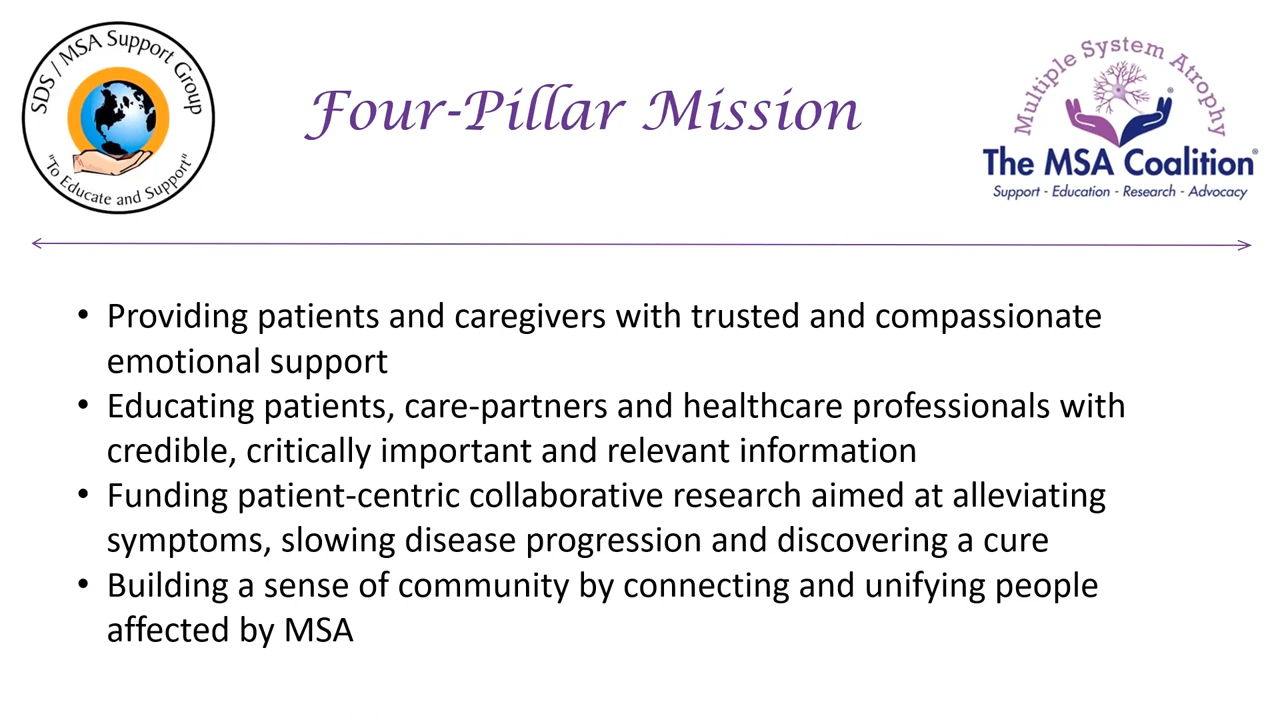 SDS / MSA Support Group
"To Educate and Support"
Four-Pillar Mission
Multiple System Atrophy
®
The MSA Coalition®
Support - Education - Research - Advocacy
• Providing patients and caregivers with trusted and compassionate
emotional support
• Educating patients, care-partners and healthcare professionals with
credible, critically important and relevant information
• Funding patient-centric collaborative research aimed at alleviating
symptoms, slowing disease progression and discovering a cure
• Building a sense of community by connecting and unifying people
affected by MSA